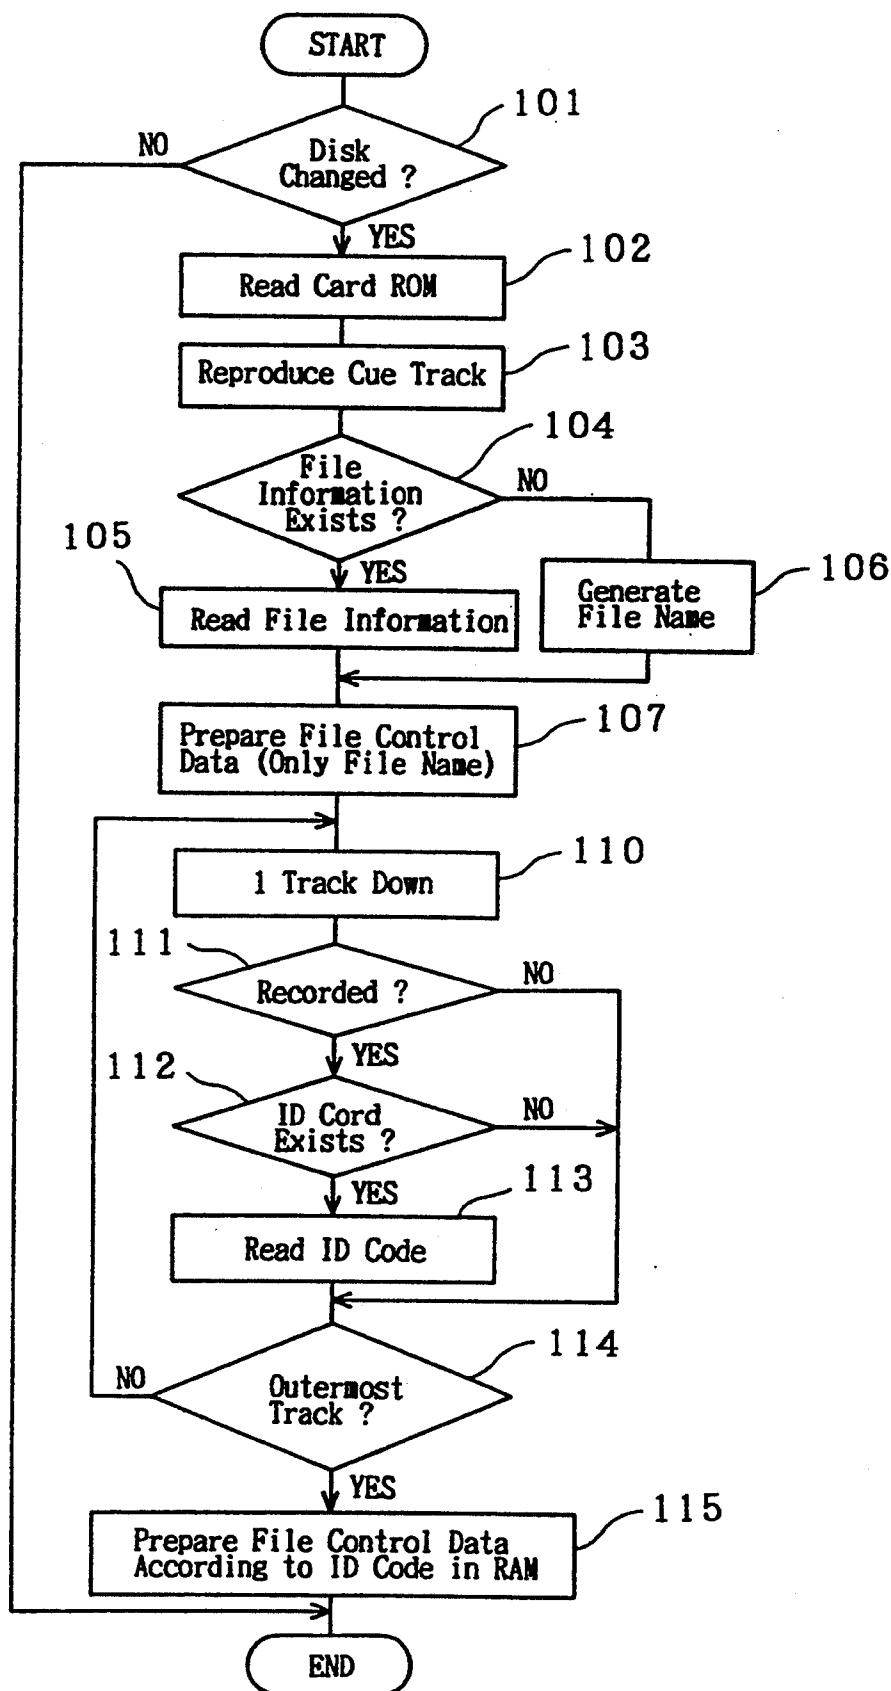 START
101
NO
Disk
Changed ?
YES
102
Read Card ROM
103
Reproduce Cue Track
104
File
Information
Exists ?
NO
105
YES
106
Generate
File Name
Read File Information
107
Prepare File Control
Data (Only File Name)
110
1 Track Down
111
NO
Recorded ?
YES
112
NO
ID Cord
Exists ?
YES
113
Read ID Code
114
NO
Outermost
Track ?
YES
115
Prepare File Control Data
According to ID Code in RAM
END